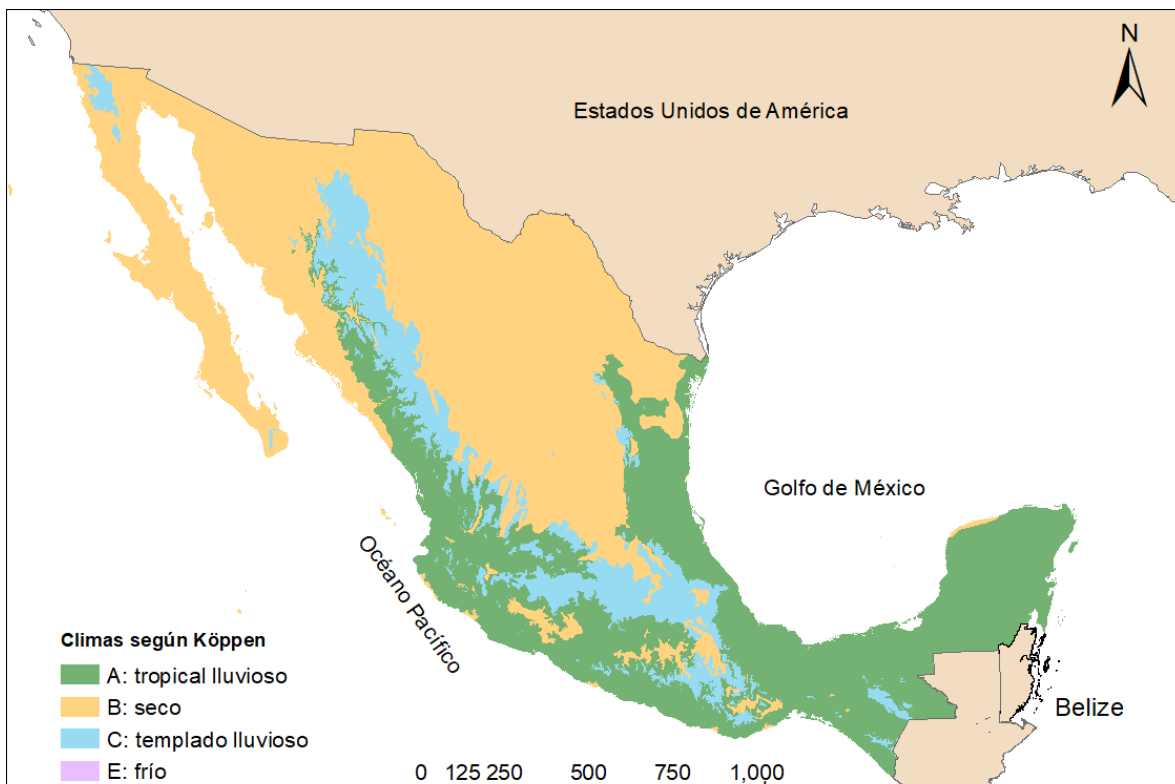 N
Estados Unidos de América
Golfo de México
Océano Pacífico
Belize
Climas según Köppen
A: tropical lluvioso
B: seco
C: templado lluvioso
E: frío
0 125 250 500 750 1,000